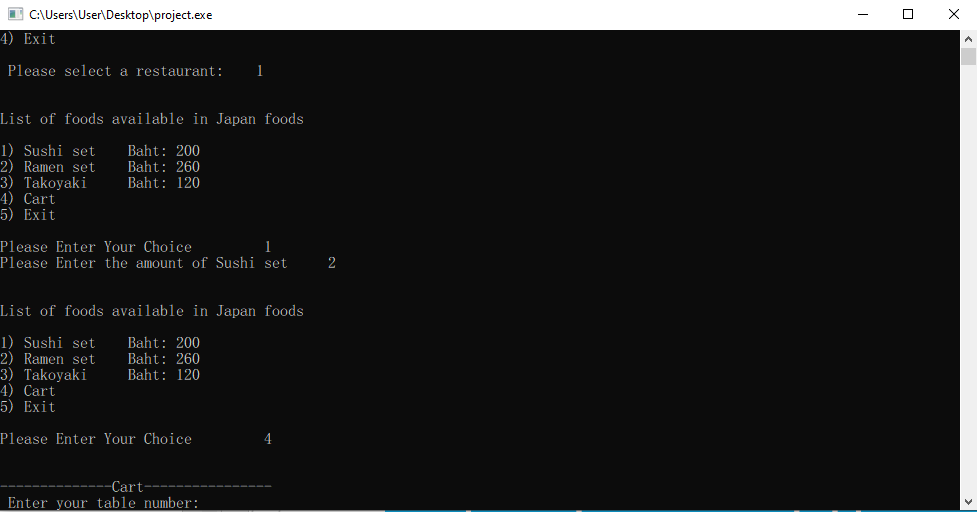 C:\Users\User\Desktop\project.exe
4) Exit
Please select a restaurant:    1
List of foods available in Japan foods
1) Sushi set    Baht: 200
2) Ramen set    Baht: 260
3) Takoyaki     Baht: 120
4) Cart
5) Exit
Please Enter Your Choice         1
Please Enter the amount of Sushi set     2
List of foods available in Japan foods
1) Sushi set    Baht: 200
2) Ramen set    Baht: 260
3) Takoyaki     Baht: 120
4) Cart
5) Exit
Please Enter Your Choice         4
--------------Cart----------------
Enter your table number: